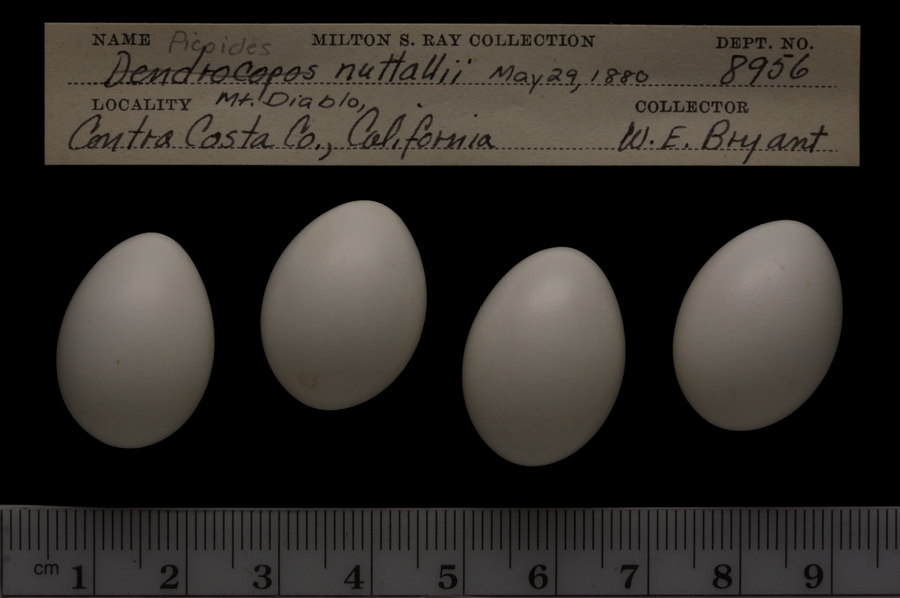 NAME Picoides MILTON S. RAY COLLECTION DEPT. NO.
Dendrocopos nuttallii May 29, 1880 8956
LOCALITY Mt. Diablo, COLLECTOR
Contra Costa Co., California W. E. Bryant
cm 1 2 3 4 5 6 7 8 9